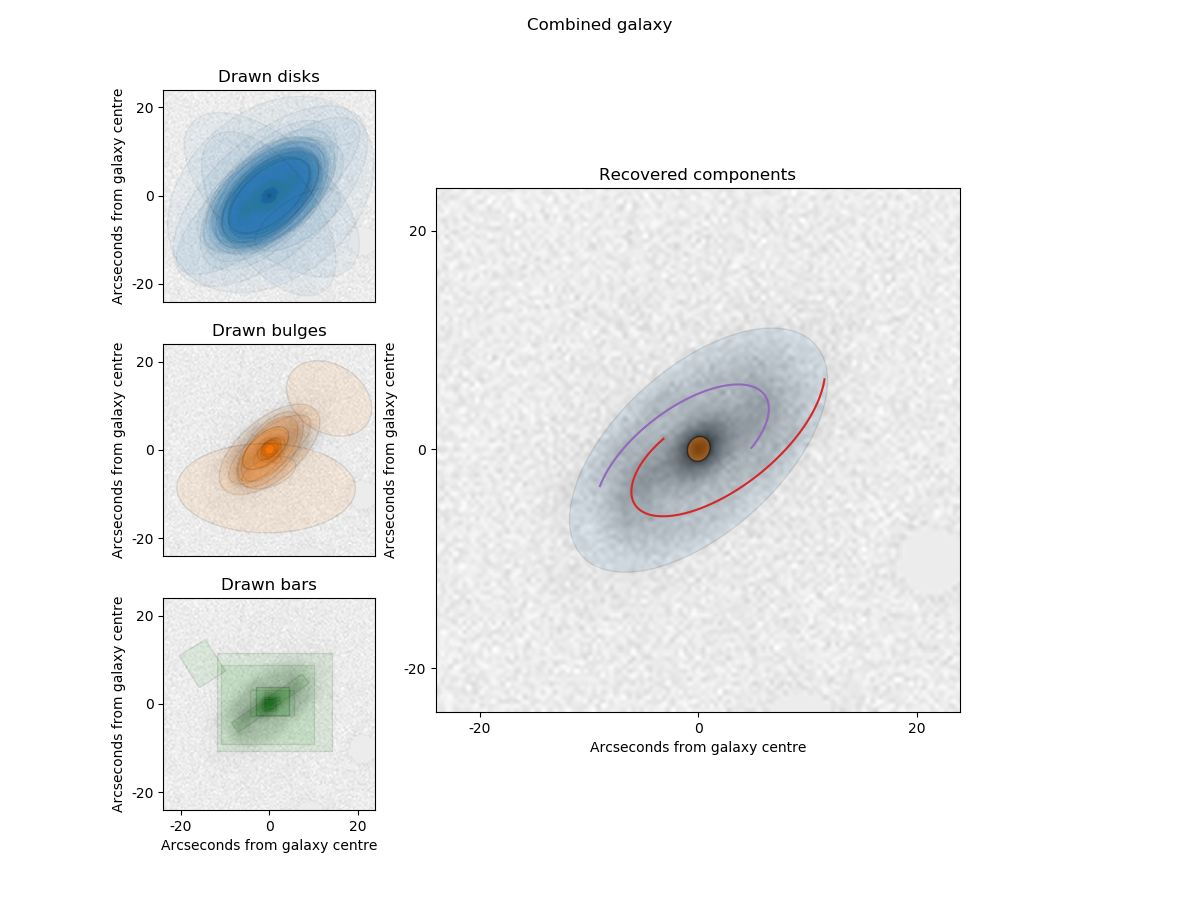 Combined galaxy
Drawn disks
Arcseconds from galaxy centre
20
0
-20
Drawn bulges
Arcseconds from galaxy centre
20
0
-20
Drawn bars
Arcseconds from galaxy centre
20
0
-20
-20 0 20
Arcseconds from galaxy centre
Recovered components
Arcseconds from galaxy centre
20
0
-20
-20 0 20
Arcseconds from galaxy centre